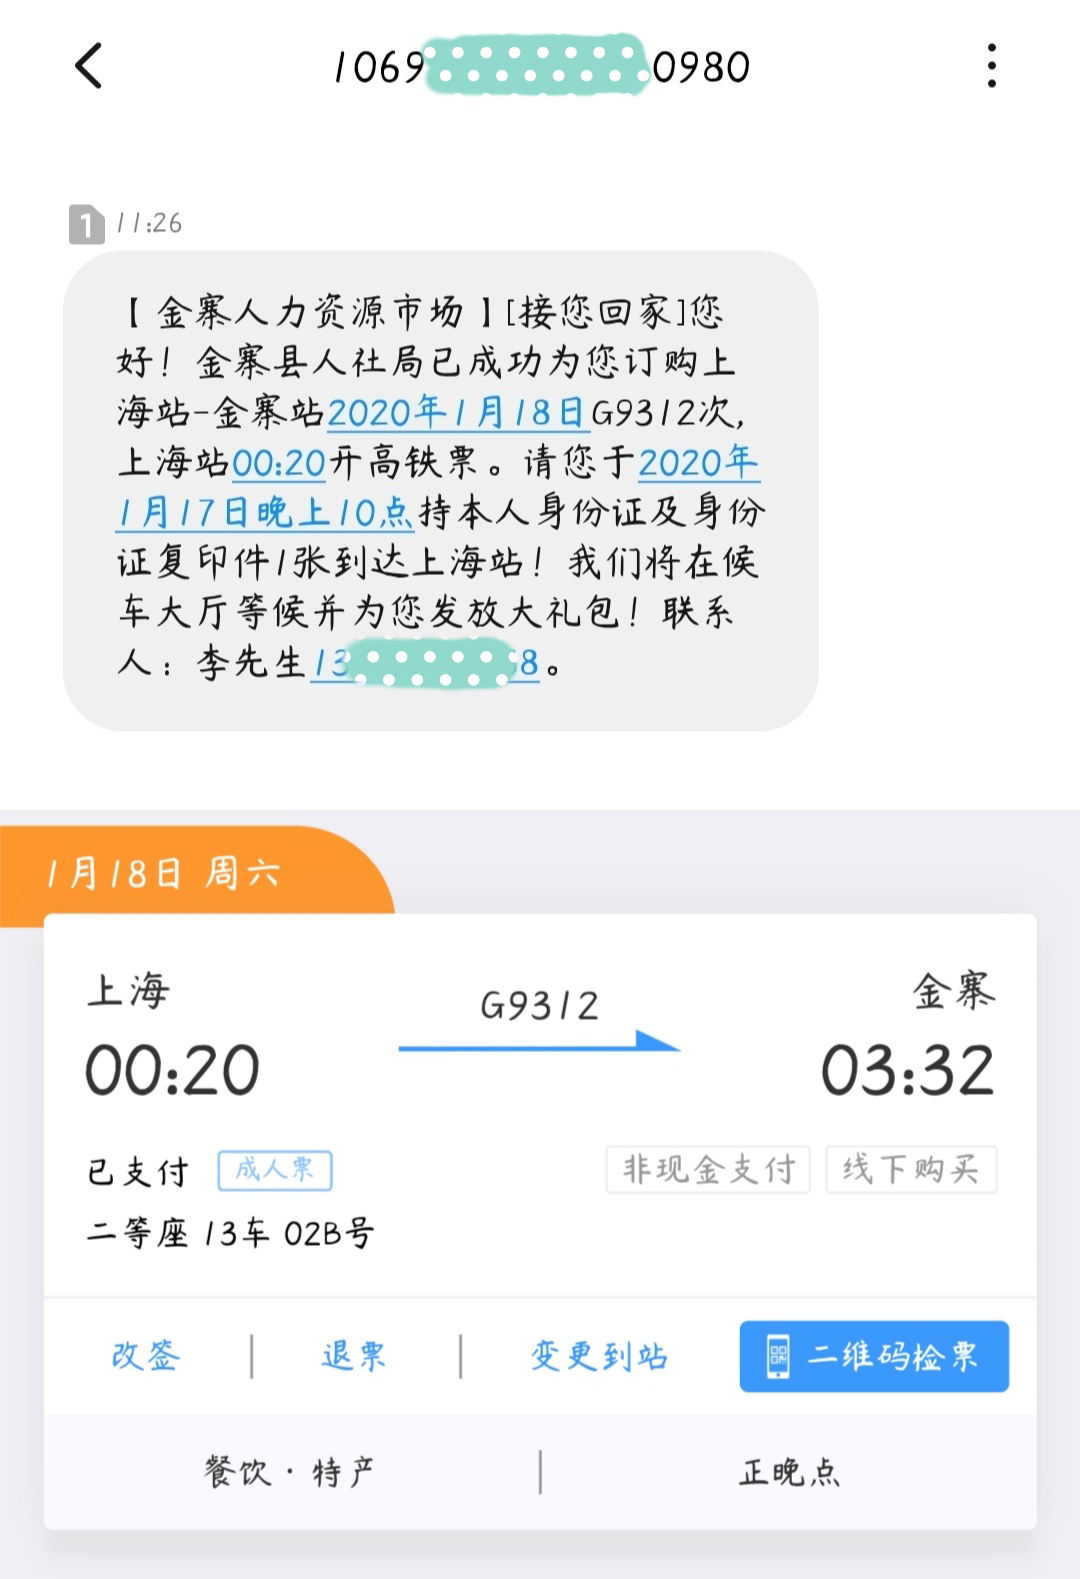 1069 0980
1 11:26
【金寨人力资源市场】[接您回家]您
好！金寨县人社局已成功为您订购上
海站-金寨站2020年1月18日G9312次,
上海站00:20开高铁票。请您于2020年
1月17日晚上10点持本人身份证及身份
证复印件1张到达上海站！我们将在候
车大厅等候并为您发放大礼包！联系
人：李先生13 8。
1月18日 周六
上海 G9312 金寨
00:20 03:32
已支付 成人票 非现金支付 线下购买
二等座 13车 02B号
改签 退票 变更到站 二维码检票
餐饮·特产 正晚点